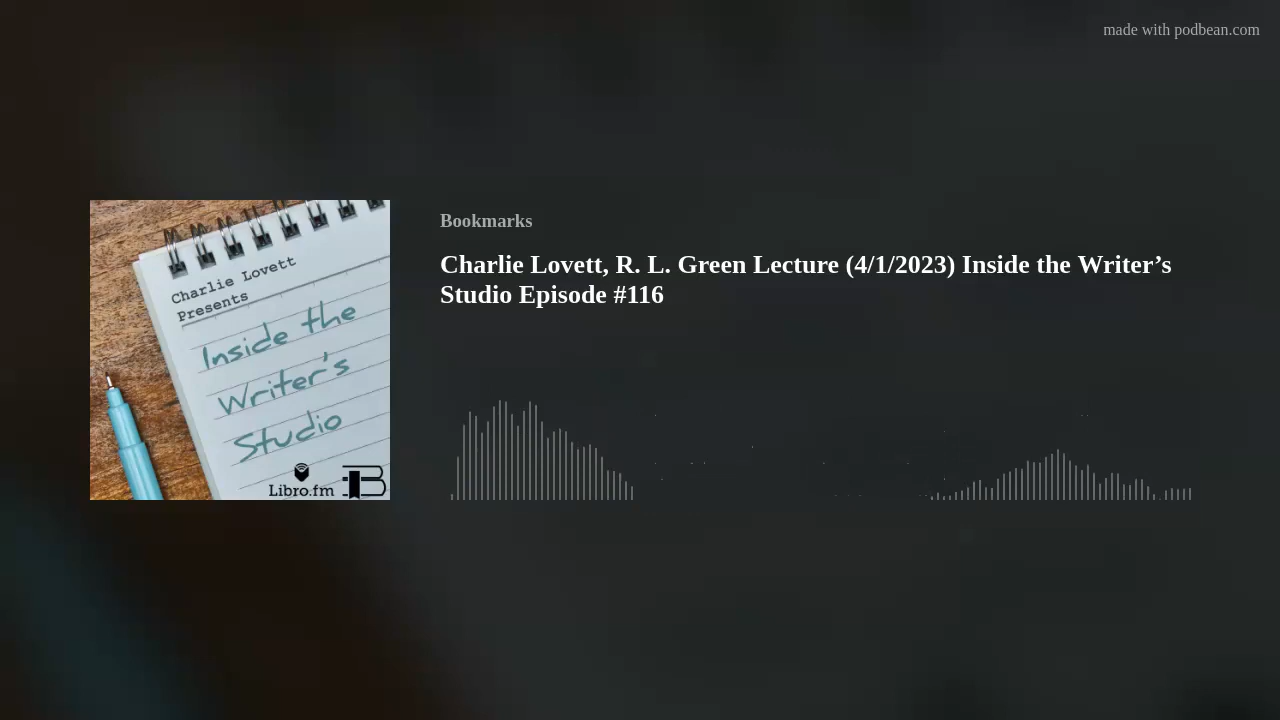 made with podbean.com
Charlie Lovett
Presents
Inside the
Writer's
Studio
Libro.fm
B
Bookmarks
Charlie Lovett, R. L. Green Lecture (4/1/2023) Inside the Writer’s
Studio Episode #116